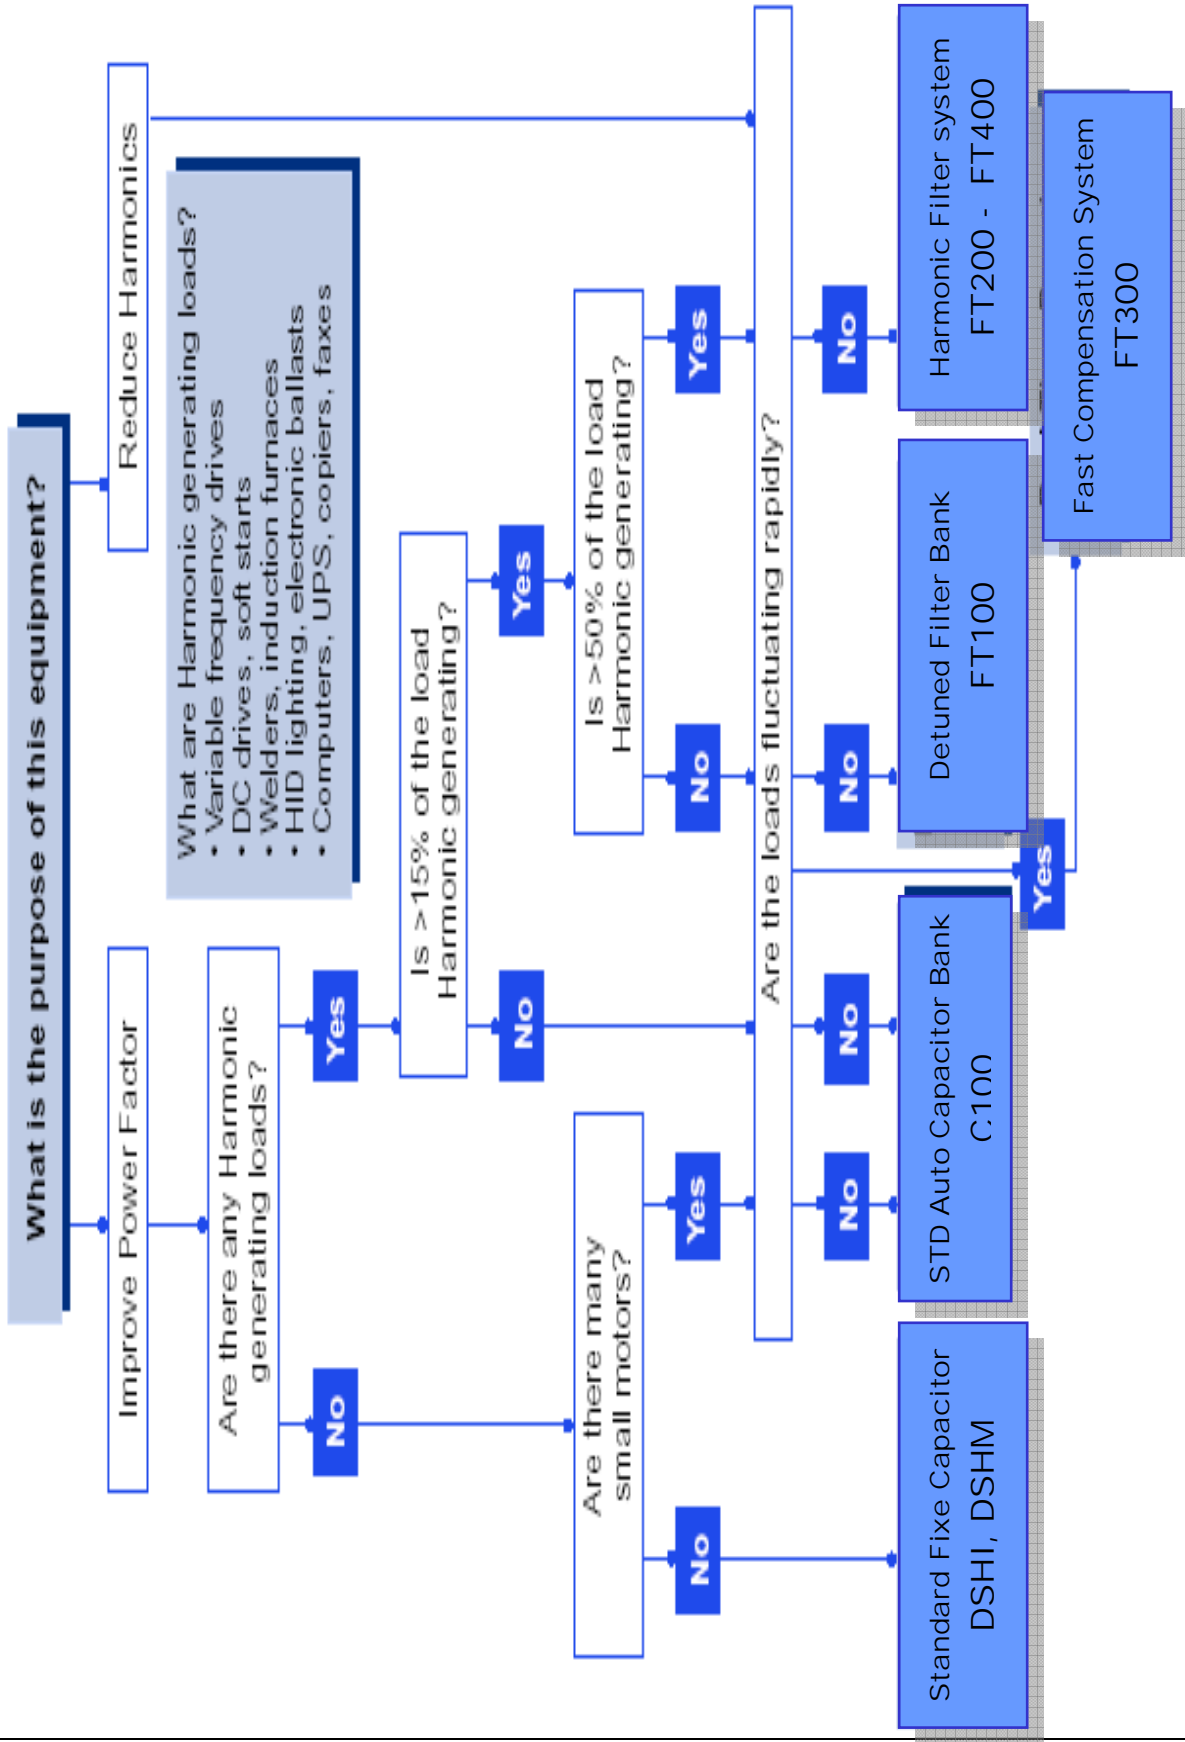 What is the purpose of this equipment?
Improve Power Factor
Reduce Harmonics
Are there any Harmonic
generating loads?
What are Harmonic generating loads?
• Variable frequency drives
• DC drives, soft starts
• Welders, induction furnaces
• HID lighting, electronic ballasts
• Computers, UPS, copiers, faxes
No
Yes
Is >15% of the load
Harmonic generating?
No
Yes
Are there many
small motors?
Is >50% of the load
Harmonic generating?
No
Yes
No
Yes
Are the loads fluctuating rapidly?
No
No
No
No
Standard Fixe Capacitor
DSHI, DSHM
STD Auto Capacitor Bank
C100
Detuned Filter Bank
FT100
Harmonic Filter system
FT200 - FT400
Yes
Fast Compensation System
FT300